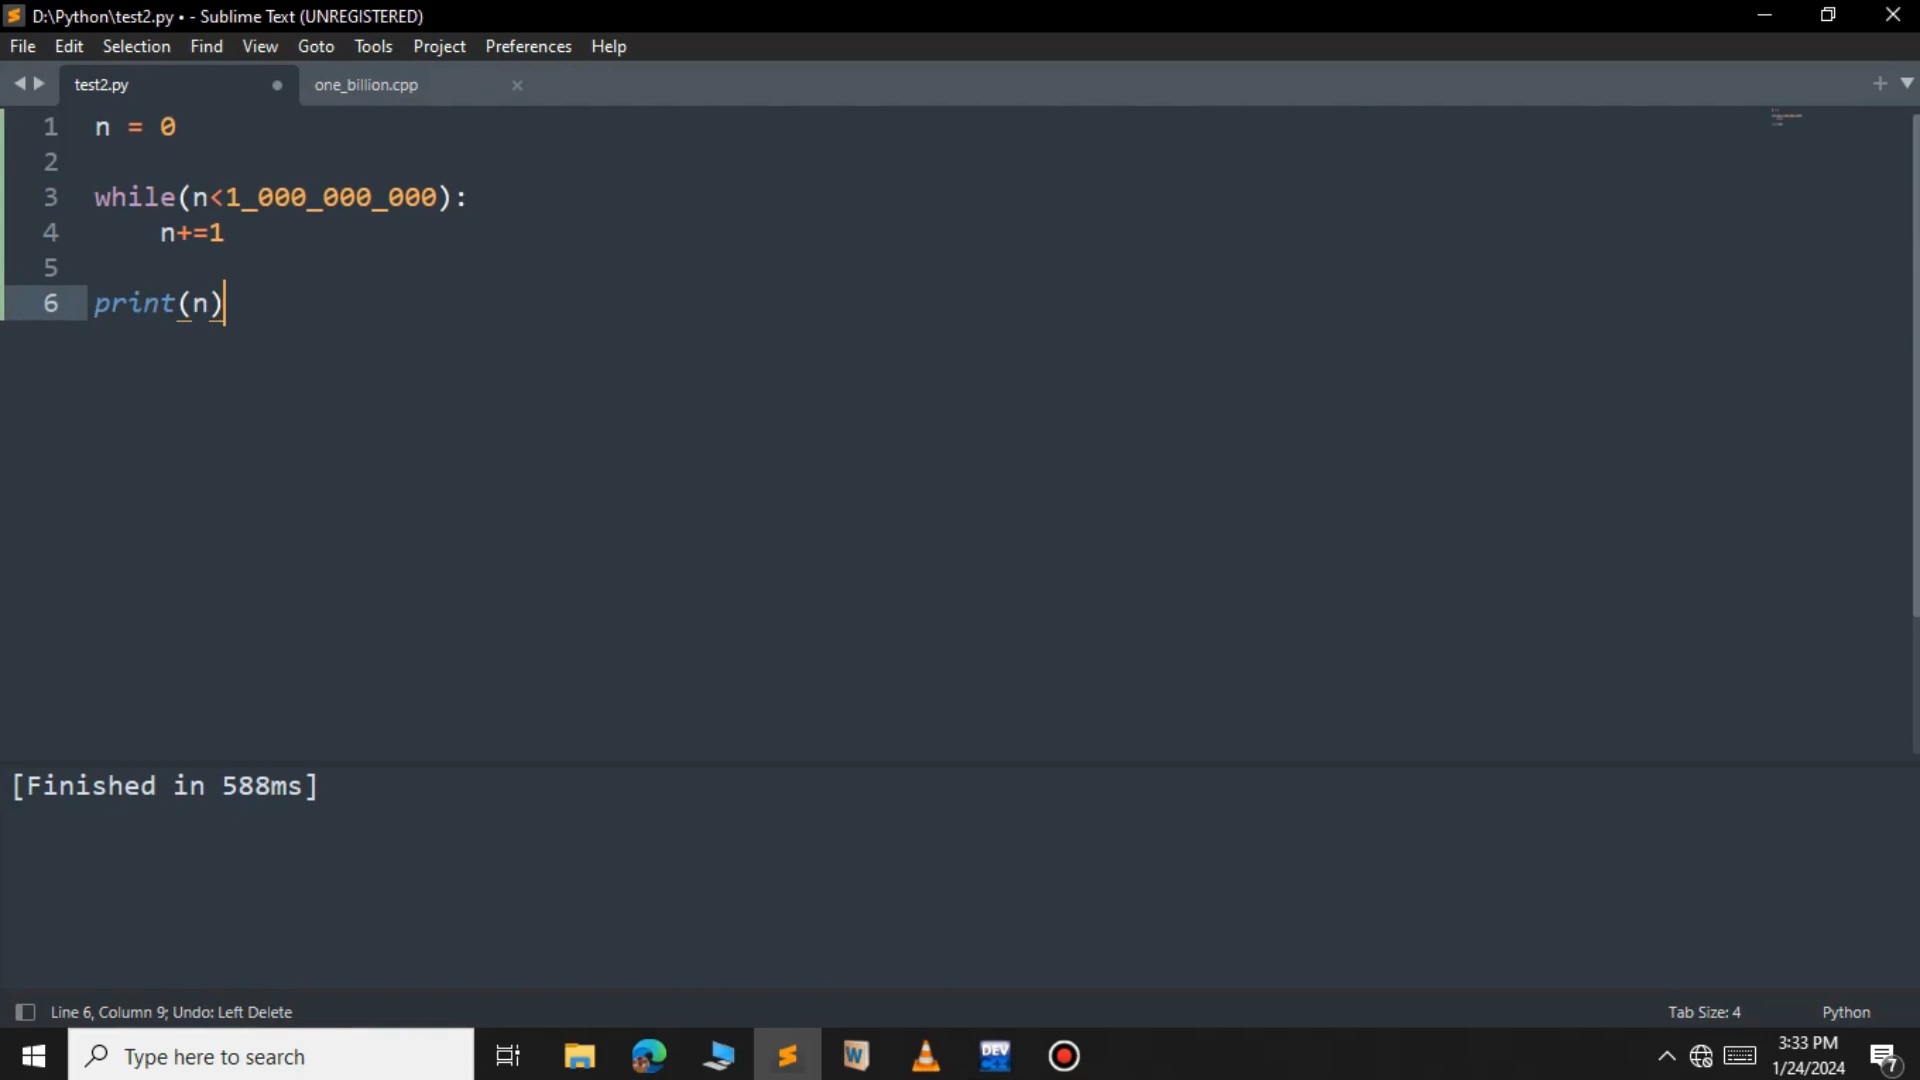 D:\Python\test2.py • - Sublime Text (UNREGISTERED)
File Edit Selection Find View Goto Tools Project Preferences Help
test2.py one_billion.cpp
1 n = 0
2
3 while(n<1_000_000_000):
4 n+=1
5
6 print(n)
[Finished in 588ms]
Line 6, Column 9; Undo: Left Delete Tab Size: 4 Python
Type here to search
W
DEV
3:33 PM
1/24/2024
7